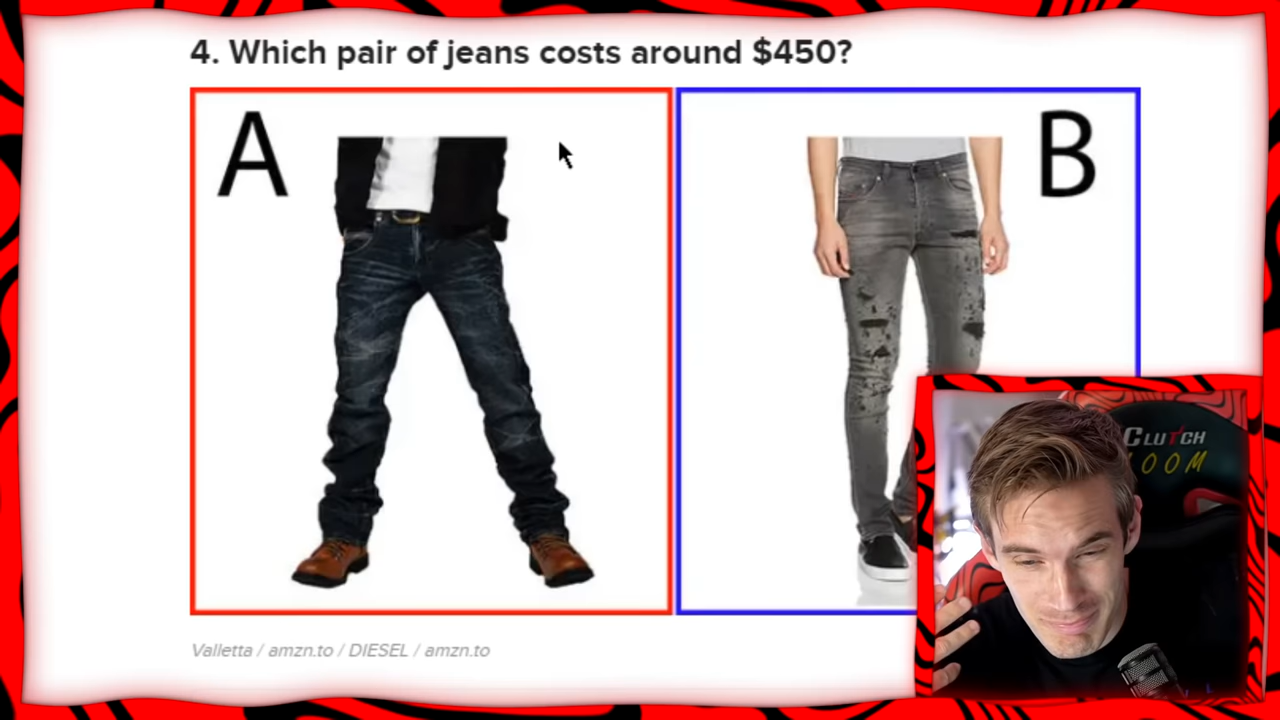 4. Which pair of jeans costs around $450?
A
B
Valletta / amzn.to / DIESEL / amzn.to
CLUTCH